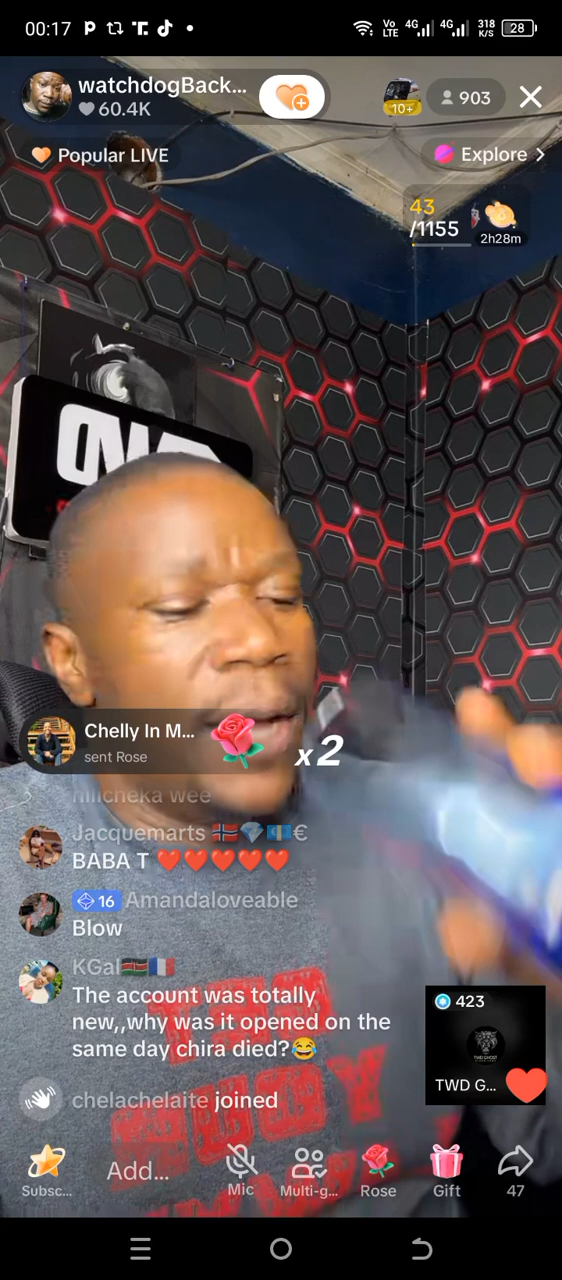 00:17
Vo
LTE
4G
4G
318
K/S
28
watchdogBack...
60.4K
10+
903
Popular LIVE
Explore
43
/1155
2h28m
Chelly In M...
sent Rose
x2
hilicheka wee
Jacquemarts
BABA T
16 Amandaloveable
Blow
KGal
The account was totally
new,,why was it opened on the
same day chira died?
423
TWD GHOST
TWD G...
chelachelaite joined
Subsc...
Add...
Mic
Multi-g...
Rose
Gift
47